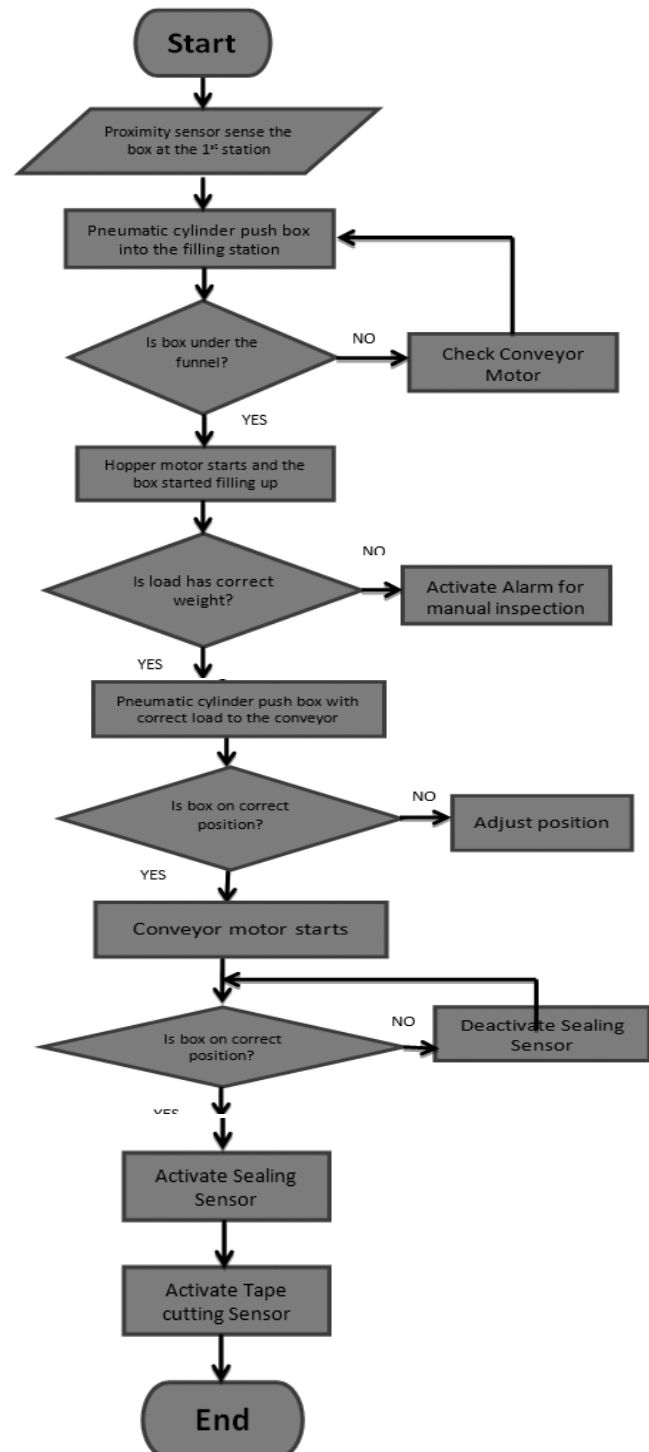 Start
Proximity sensor sense the
box at the 1st station
Pneumatic cylinder push box
into the filling station
Is box under the
funnel?
NO
Check Conveyor
Motor
YES
Hopper motor starts and the
box started filling up
Is load has correct
weight?
NO
Activate Alarm for
manual inspection
YES
Pneumatic cylinder push box with
correct load to the conveyor
Is box on correct
position?
NO
Adjust position
YES
Conveyor motor starts
Is box on correct
position?
NO
Deactivate Sealing
Sensor
YES
Activate Sealing
Sensor
Activate Tape
cutting Sensor
End